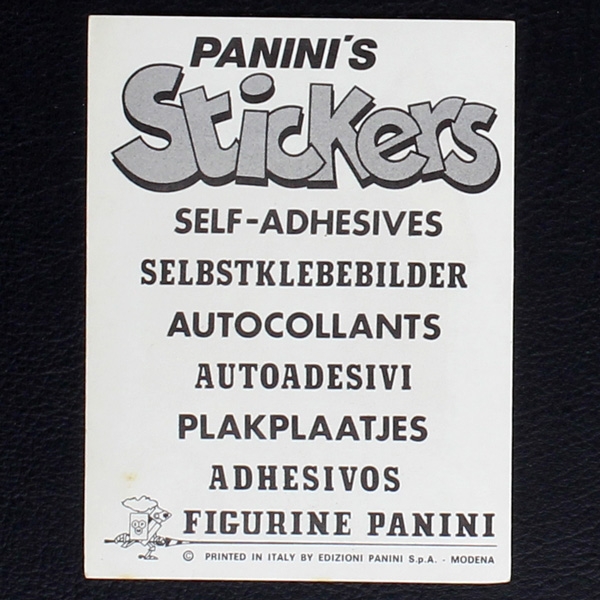 PANINI'S
Stickers
SELF-ADHESIVES
SELBSTKLEBEBILDER
AUTOCOLLANTS
AUTOADESIVI
PLAKPLAATJES
ADHESIVOS
FIGURINE PANINI
© PRINTED IN ITALY BY EDIZIONI PANINI S.p.A. - MODENA